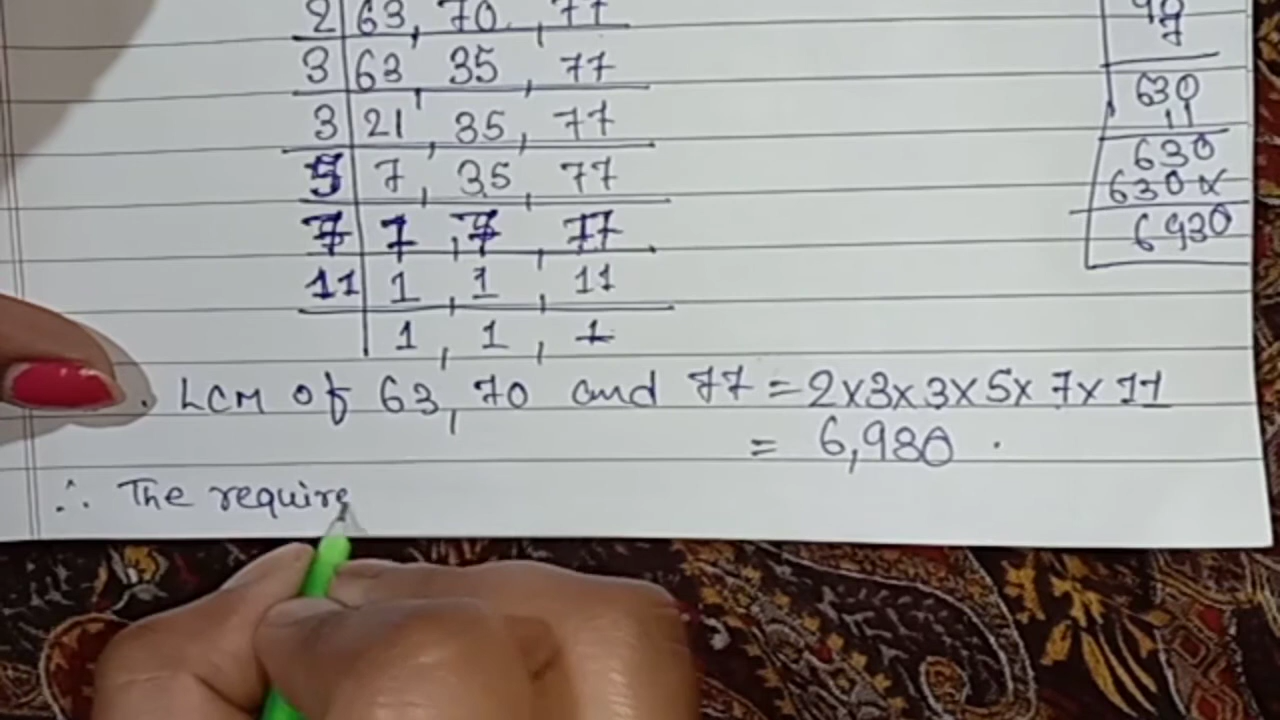 2 | 63, 70, 77
3 | 63, 35, 77
3 | 21, 35, 77
5 | 7, 35, 77
7 | 7, 7, 77
11 | 1, 1, 11
1, 1, 1
LCM of 63, 70 and 77 = 2x3x3x5x7x11
= 6,930.
∴ The require
90
7
630
11
630
630x
6930